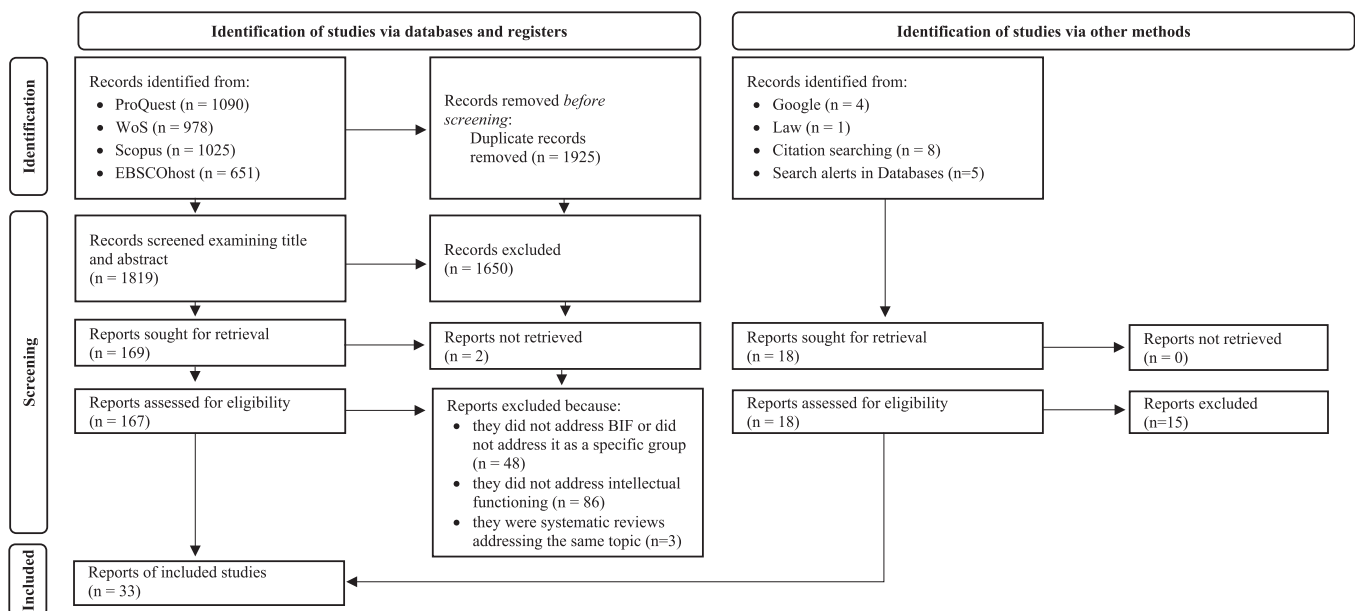 Identification of studies via databases and registers
Identification of studies via other methods
Identification
Records identified from:
• ProQuest (n = 1090)
• WoS (n = 978)
• Scopus (n = 1025)
• EBSCOhost (n = 651)
Records removed before
screening:
Duplicate records
removed (n = 1925)
Records identified from:
• Google (n = 4)
• Law (n = 1)
• Citation searching (n = 8)
• Search alerts in Databases (n=5)
Screening
Records screened examining title
and abstract
(n = 1819)
Records excluded
(n = 1650)
Reports sought for retrieval
(n = 169)
Reports not retrieved
(n = 2)
Reports sought for retrieval
(n = 18)
Reports not retrieved
(n = 0)
Reports assessed for eligibility
(n = 167)
Reports excluded because:
• they did not address BIF or did
not address it as a specific group
(n = 48)
• they did not address intellectual
functioning (n = 86)
• they were systematic reviews
addressing the same topic (n=3)
Reports assessed for eligibility
(n = 18)
Reports excluded
(n=15)
Included
Reports of included studies
(n = 33)